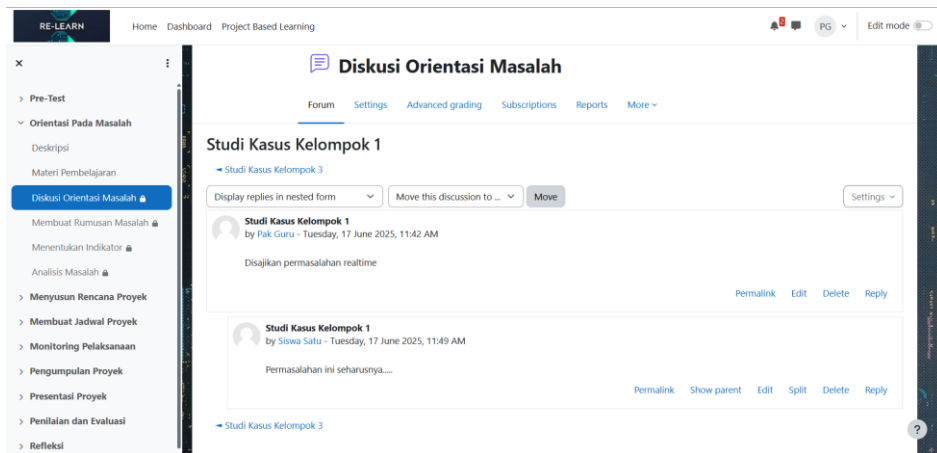 RE-LEARN
Home Dashboard Project Based Learning
2
PG
Edit mode
Pre-Test
Orientasi Pada Masalah
Deskripsi
Materi Pembelajaran
Diskusi Orientasi Masalah
Membuat Rumusan Masalah
Menentukan Indikator
Analisis Masalah
Menyusun Rencana Proyek
Membuat Jadwal Proyek
Monitoring Pelaksanaan
Pengumpulan Proyek
Presentasi Proyek
Penilaian dan Evaluasi
Refleksi
Diskusi Orientasi Masalah
Forum Settings Advanced grading Subscriptions Reports More
Studi Kasus Kelompok 1
◄ Studi Kasus Kelompok 3
Display replies in nested form Move this discussion to ... Move Settings
Studi Kasus Kelompok 1
by Pak Guru - Tuesday, 17 June 2025, 11:42 AM
Disajikan permasalahan realtime
Permalink Edit Delete Reply
Studi Kasus Kelompok 1
by Siswa Satu - Tuesday, 17 June 2025, 11:49 AM
Permasalahan ini seharusnya.....
Permalink Show parent Edit Split Delete Reply
◄ Studi Kasus Kelompok 3
?